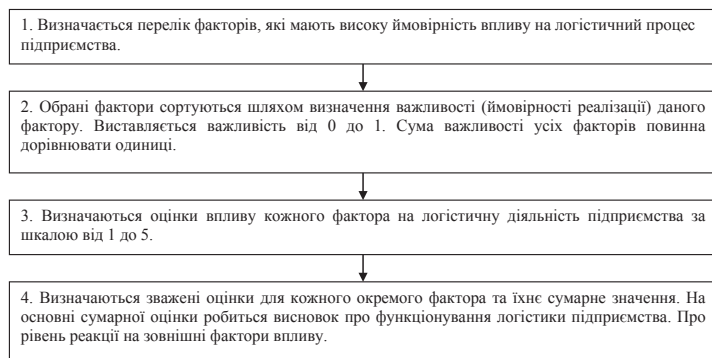 1. Визначається перелік факторів, які мають високу ймовірність впливу на логістичний процес
підприємства.
2. Обрані фактори сортуються шляхом визначення важливості (ймовірності реалізації) даного
фактору. Виставляється важливість від 0 до 1. Сума важливості усіх факторів повинна
дорівнювати одиниці.
3. Визначаються оцінки впливу кожного фактора на логістичну діяльність підприємства за
шкалою від 1 до 5.
4. Визначаються зважені оцінки для кожного окремого фактора та їхнє сумарне значення. На
основні сумарної оцінки робиться висновок про функціонування логістики підприємства. Про
рівень реакції на зовнішні фактори впливу.